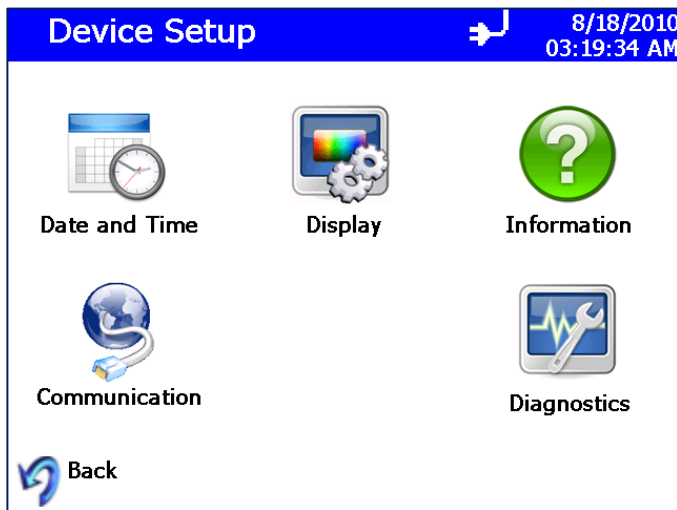 Device Setup
8/18/2010
03:19:34 AM
Date and Time
Display
Information
Communication
Diagnostics
Back